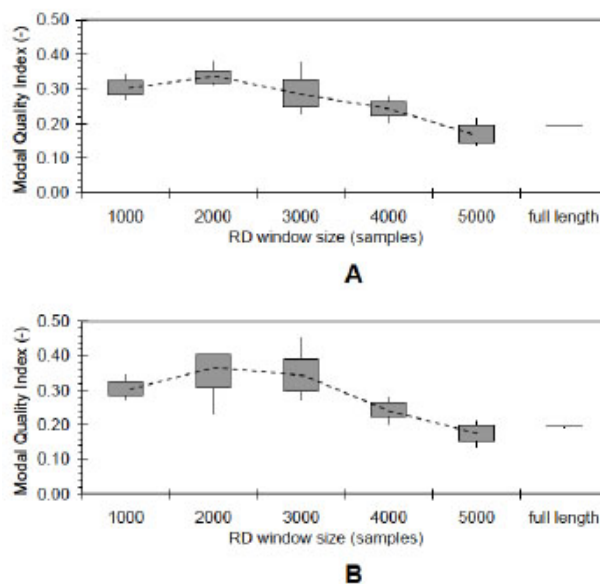 Modal Quality Index (-)
0.50
0.40
0.30
0.20
0.10
0.00
1000 2000 3000 4000 5000 full length
RD window size (samples)
A
Modal Quality Index (-)
0.50
0.40
0.30
0.20
0.10
0.00
1000 2000 3000 4000 5000 full length
RD window size (samples)
B